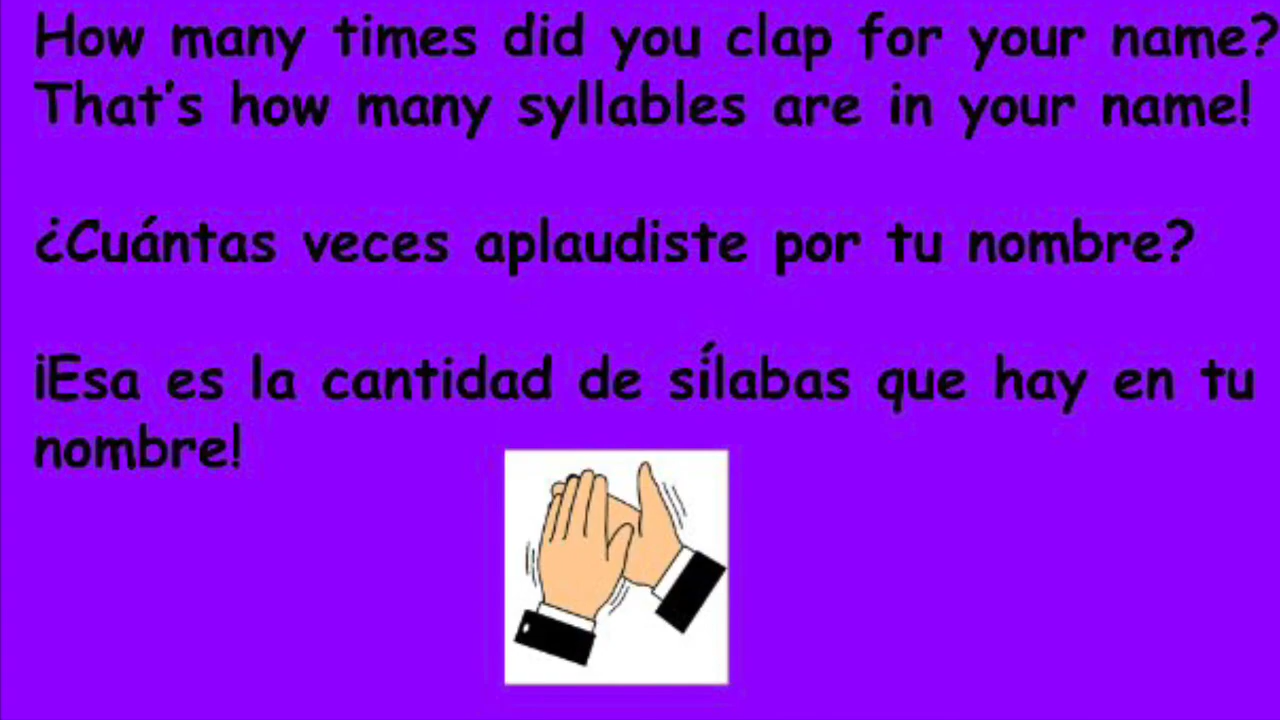 How many times did you clap for your name?
That's how many syllables are in your name!
¿Cuántas veces aplaudiste por tu nombre?
¡Esa es la cantidad de sílabas que hay en tu
nombre!